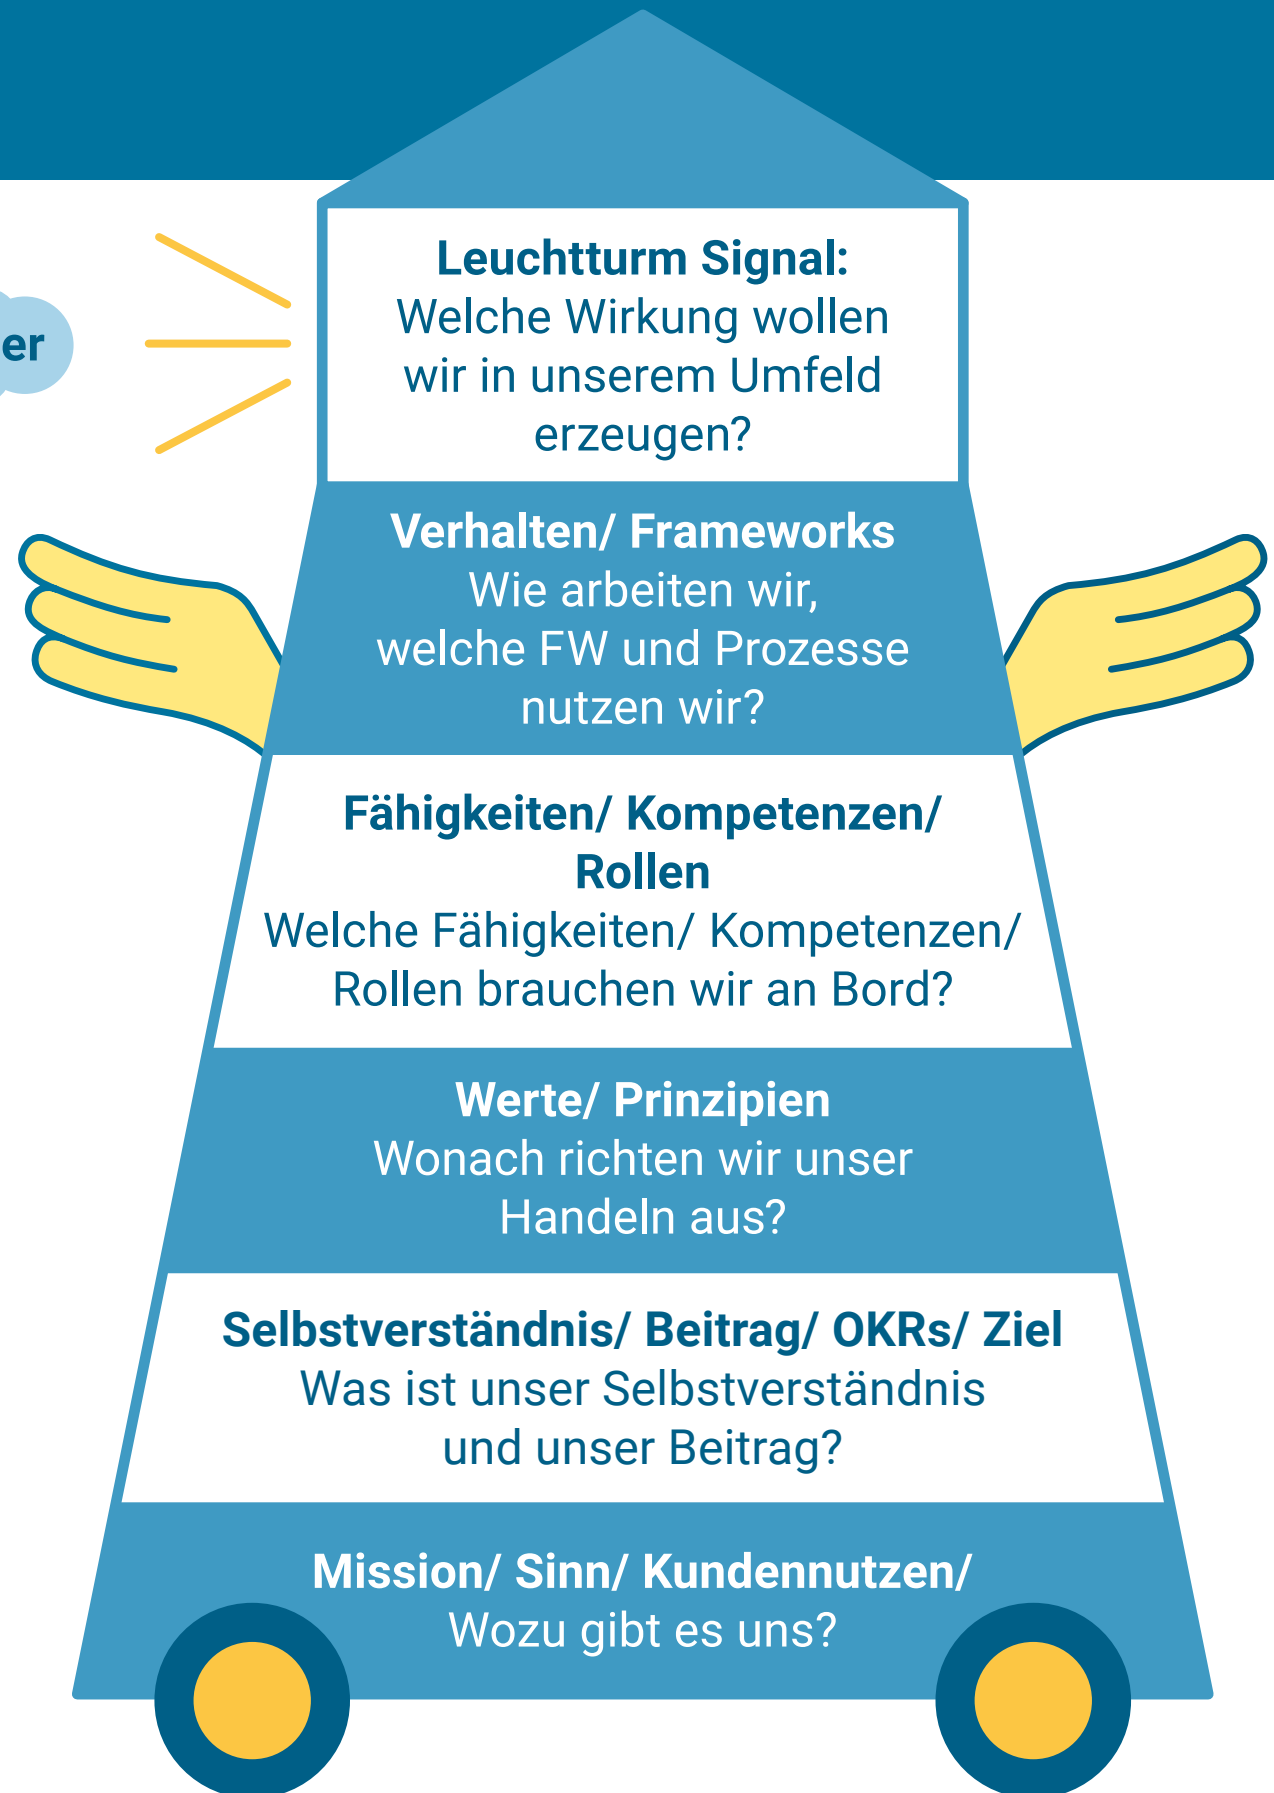 Leuchtturm Signal:
Welche Wirkung wollen
wir in unserem Umfeld
erzeugen?
er
Verhalten/ Frameworks
Wie arbeiten wir,
welche FW und Prozesse
nutzen wir?
Fähigkeiten/ Kompetenzen/
Rollen
Welche Fähigkeiten/ Kompetenzen/
Rollen brauchen wir an Bord?
Werte/ Prinzipien
Wonach richten wir unser
Handeln aus?
Selbstverständnis/ Beitrag/ OKRs/ Ziel
Was ist unser Selbstverständnis
und unser Beitrag?
Mission/ Sinn/ Kundennutzen/
Wozu gibt es uns?